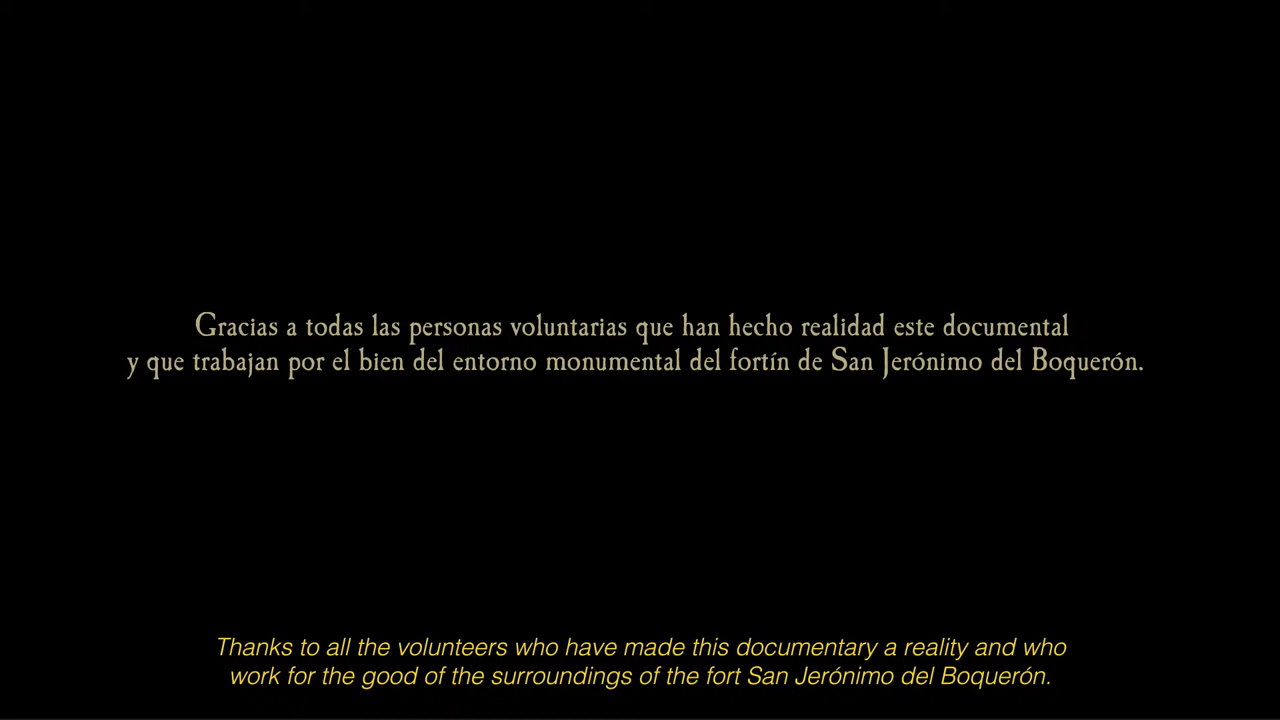 Gracias a todas las personas voluntarias que han hecho realidad este documental
y que trabajan por el bien del entorno monumental del fortín de San Jerónimo del Boquerón.
Thanks to all the volunteers who have made this documentary a reality and who
work for the good of the surroundings of the fort San Jerónimo del Boquerón.